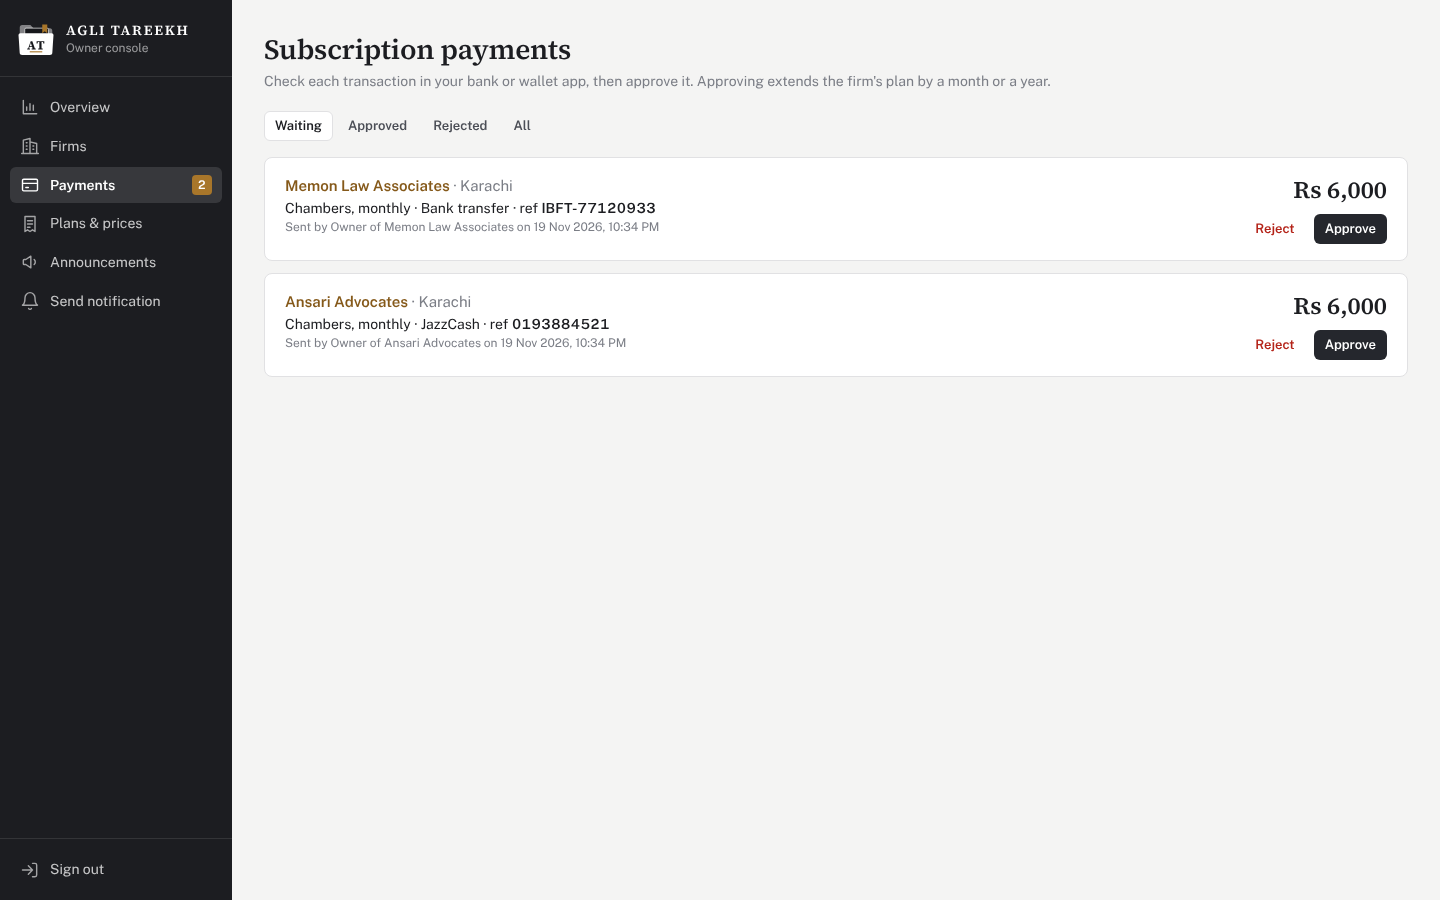 AT
AGLI TAREEKH
Owner console
Overview
Firms
Payments 2
Plans & prices
Announcements
Send notification
Sign out
Subscription payments
Check each transaction in your bank or wallet app, then approve it. Approving extends the firm's plan by a month or a year.
Waiting Approved Rejected All
Memon Law Associates · Karachi
Chambers, monthly · Bank transfer · ref IBFT-77120933
Sent by Owner of Memon Law Associates on 19 Nov 2026, 10:34 PM
Rs 6,000
Reject Approve
Ansari Advocates · Karachi
Chambers, monthly · JazzCash · ref 0193884521
Sent by Owner of Ansari Advocates on 19 Nov 2026, 10:34 PM
Rs 6,000
Reject Approve